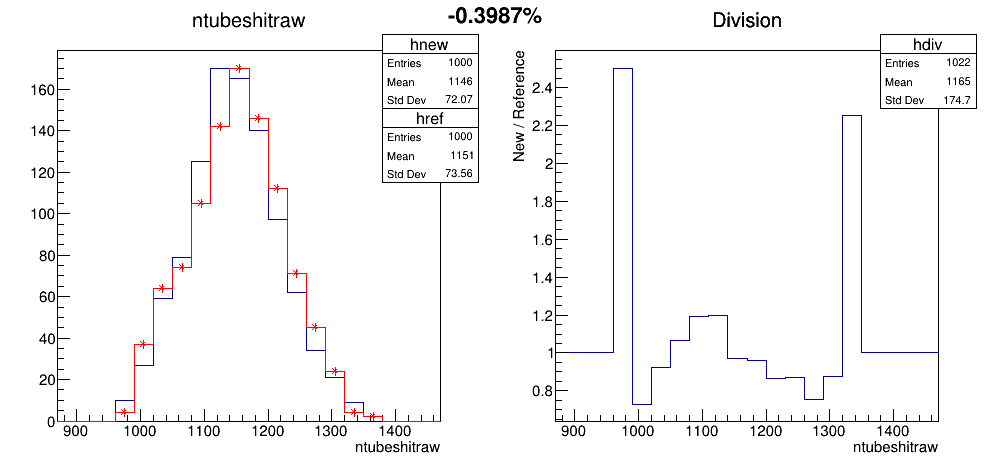 -0.3987%
ntubeshitraw
hnew
Entries 1000
Mean 1146
Std Dev 72.07
href
Entries 1000
Mean 1151
Std Dev 73.56
160
140
120
100
80
60
40
20
0
900 1000 1100 1200 1300 1400
ntubeshitraw
Division
hdiv
Entries 1022
Mean 1165
Std Dev 174.7
New / Reference
2.4
2.2
2
1.8
1.6
1.4
1.2
1
0.8
900 1000 1100 1200 1300 1400
ntubeshitraw